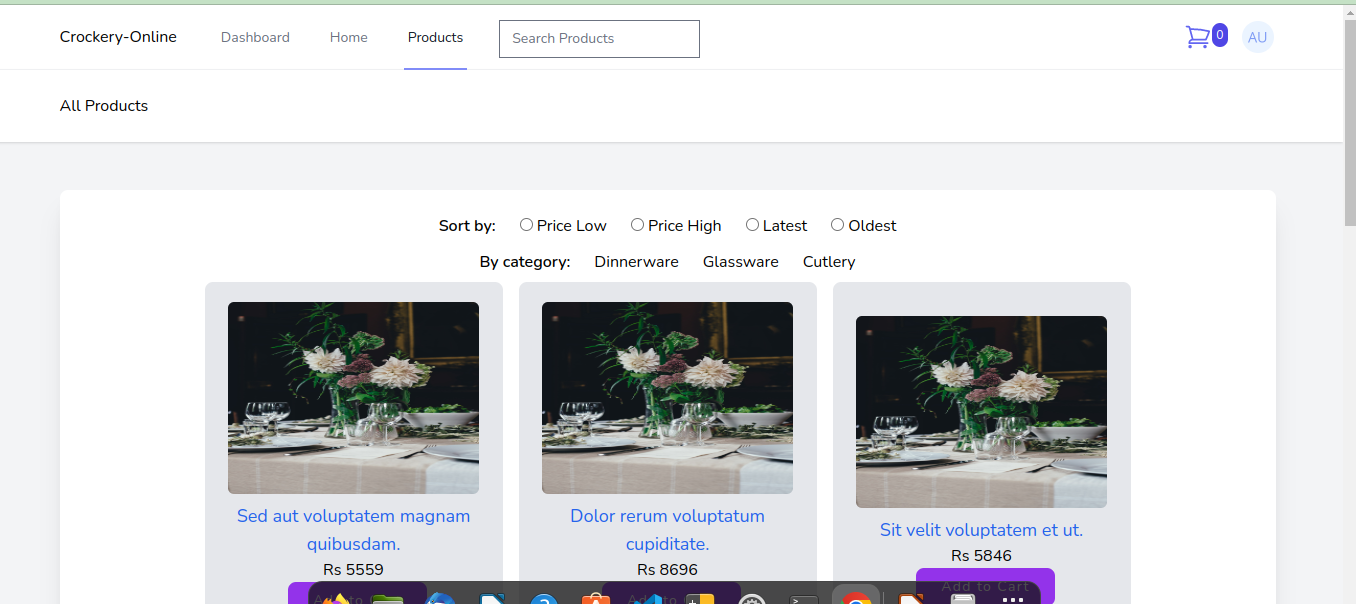 Crockery-Online Dashboard Home Products Search Products 0 AU
All Products
Sort by: Price Low Price High Latest Oldest
By category: Dinnerware Glassware Cutlery
Sed aut voluptatem magnam
quibusdam.
Rs 5559
Dolor rerum voluptatum
cupiditate.
Rs 8696
Sit velit voluptatem et ut.
Rs 5846
Add to Cart